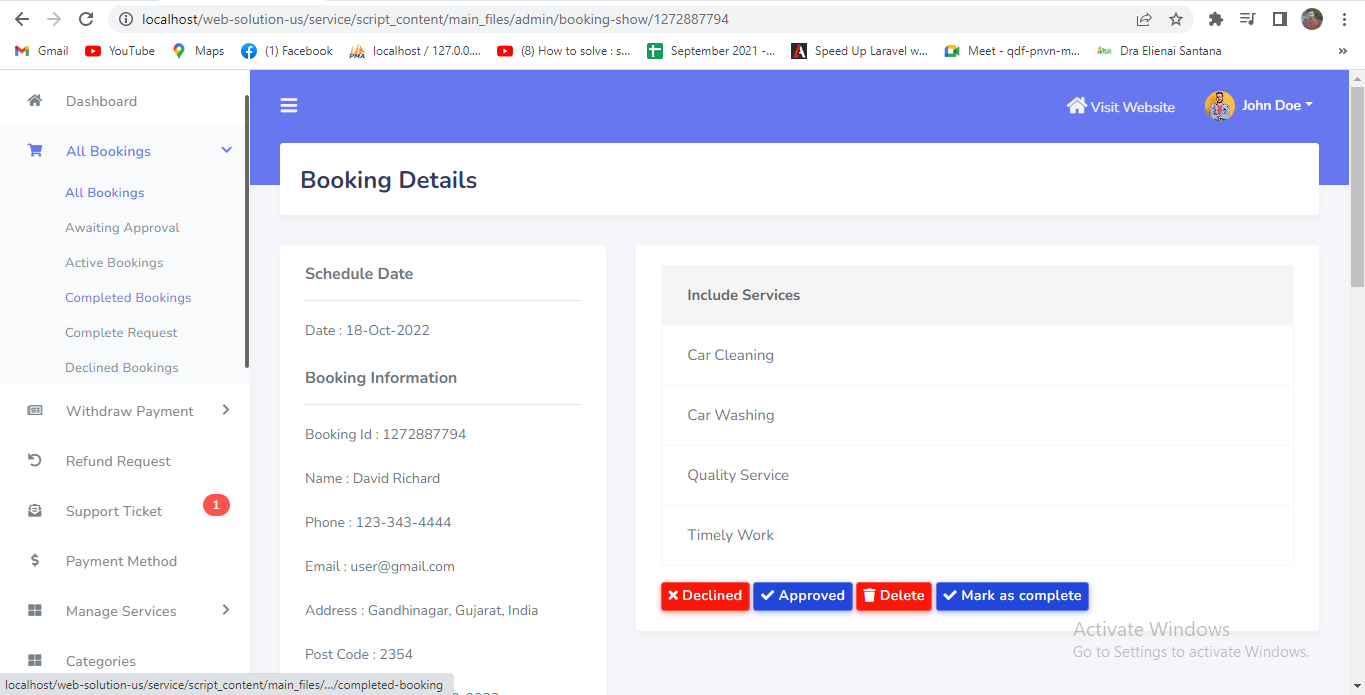 localhost/web-solution-us/service/script_content/main_files/admin/booking-show/1272887794
Gmail YouTube Maps (1) Facebook localhost / 127.0.0.... (8) How to solve : s... September 2021 -... Speed Up Laravel w... Meet - qdf-pnvn-m... Dra Elienai Santana »
PMA
Dashboard
All Bookings
All Bookings
Awaiting Approval
Active Bookings
Completed Bookings
Complete Request
Declined Bookings
Withdraw Payment
Refund Request
Support Ticket 1
Payment Method
Manage Services
Categories
Visit Website John Doe
Booking Details
Schedule Date
Date : 18-Oct-2022
Booking Information
Booking Id : 1272887794
Name : David Richard
Phone : 123-343-4444
Email : user@gmail.com
Address : Gandhinagar, Gujarat, India
Post Code : 2354
Include Services
Car Cleaning
Car Washing
Quality Service
Timely Work
Declined Approved Delete Mark as complete
Activate Windows
Go to Settings to activate Windows.
localhost/web-solution-us/service/script_content/main_files/.../completed-booking